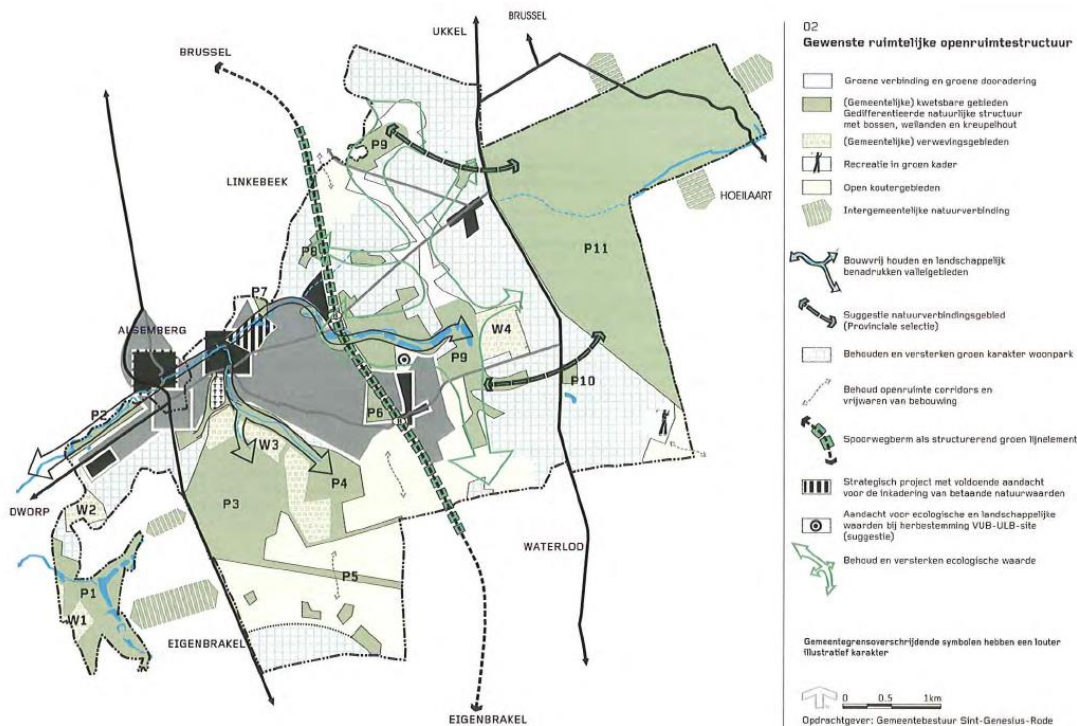 BRUSSEL
UKKEL
BRUSSEL
P9
LINKEBEEK
HOEILAART
P8
P11
P7
ALSEMBERG
W4
P9
P2
P10
P6
W3
P4
P3
DWORP
W2
WATERLOO
P5
P1
W1
EIGENBRAKEL
EIGENBRAKEL
02
Gewenste ruimtelijke openruimtestructuur
Groene verbinding en groene dooradering
(Gemeentelijke) kwetsbare gebieden
Gedifferentieerde natuurlijke structuur
met bossen, weilanden en kreupelhout
(Gemeentelijke) verwevingsgebieden
Recreatie in groen kader
Open koutergebieden
Intergemeentelijke natuurverbinding
Bouwvrij houden en landschappelijk
benadrukken valleigebieden
Suggestie natuurverbindingsgebied
(Provinciale selectie)
Behouden en versterken groen karakter woonpark
Behoud openruimte corridors en
vrijwaren van bebouwing
Spoorwegberm als structurerend groen lijnelement
Strategisch project met voldoende aandacht
voor de inkadering van bestaande natuurwaarden
Aandacht voor ecologische en landschappelijke
waarden bij herbestemming VUB-ULB-site
(suggestie)
Behoud en versterken ecologische waarde
Gemeentegrensoverschrijdende symbolen hebben een louter
illustratief karakter
0 0.5 1km
Opdrachtgever: Gemeentebestuur Sint-Genesius-Rode